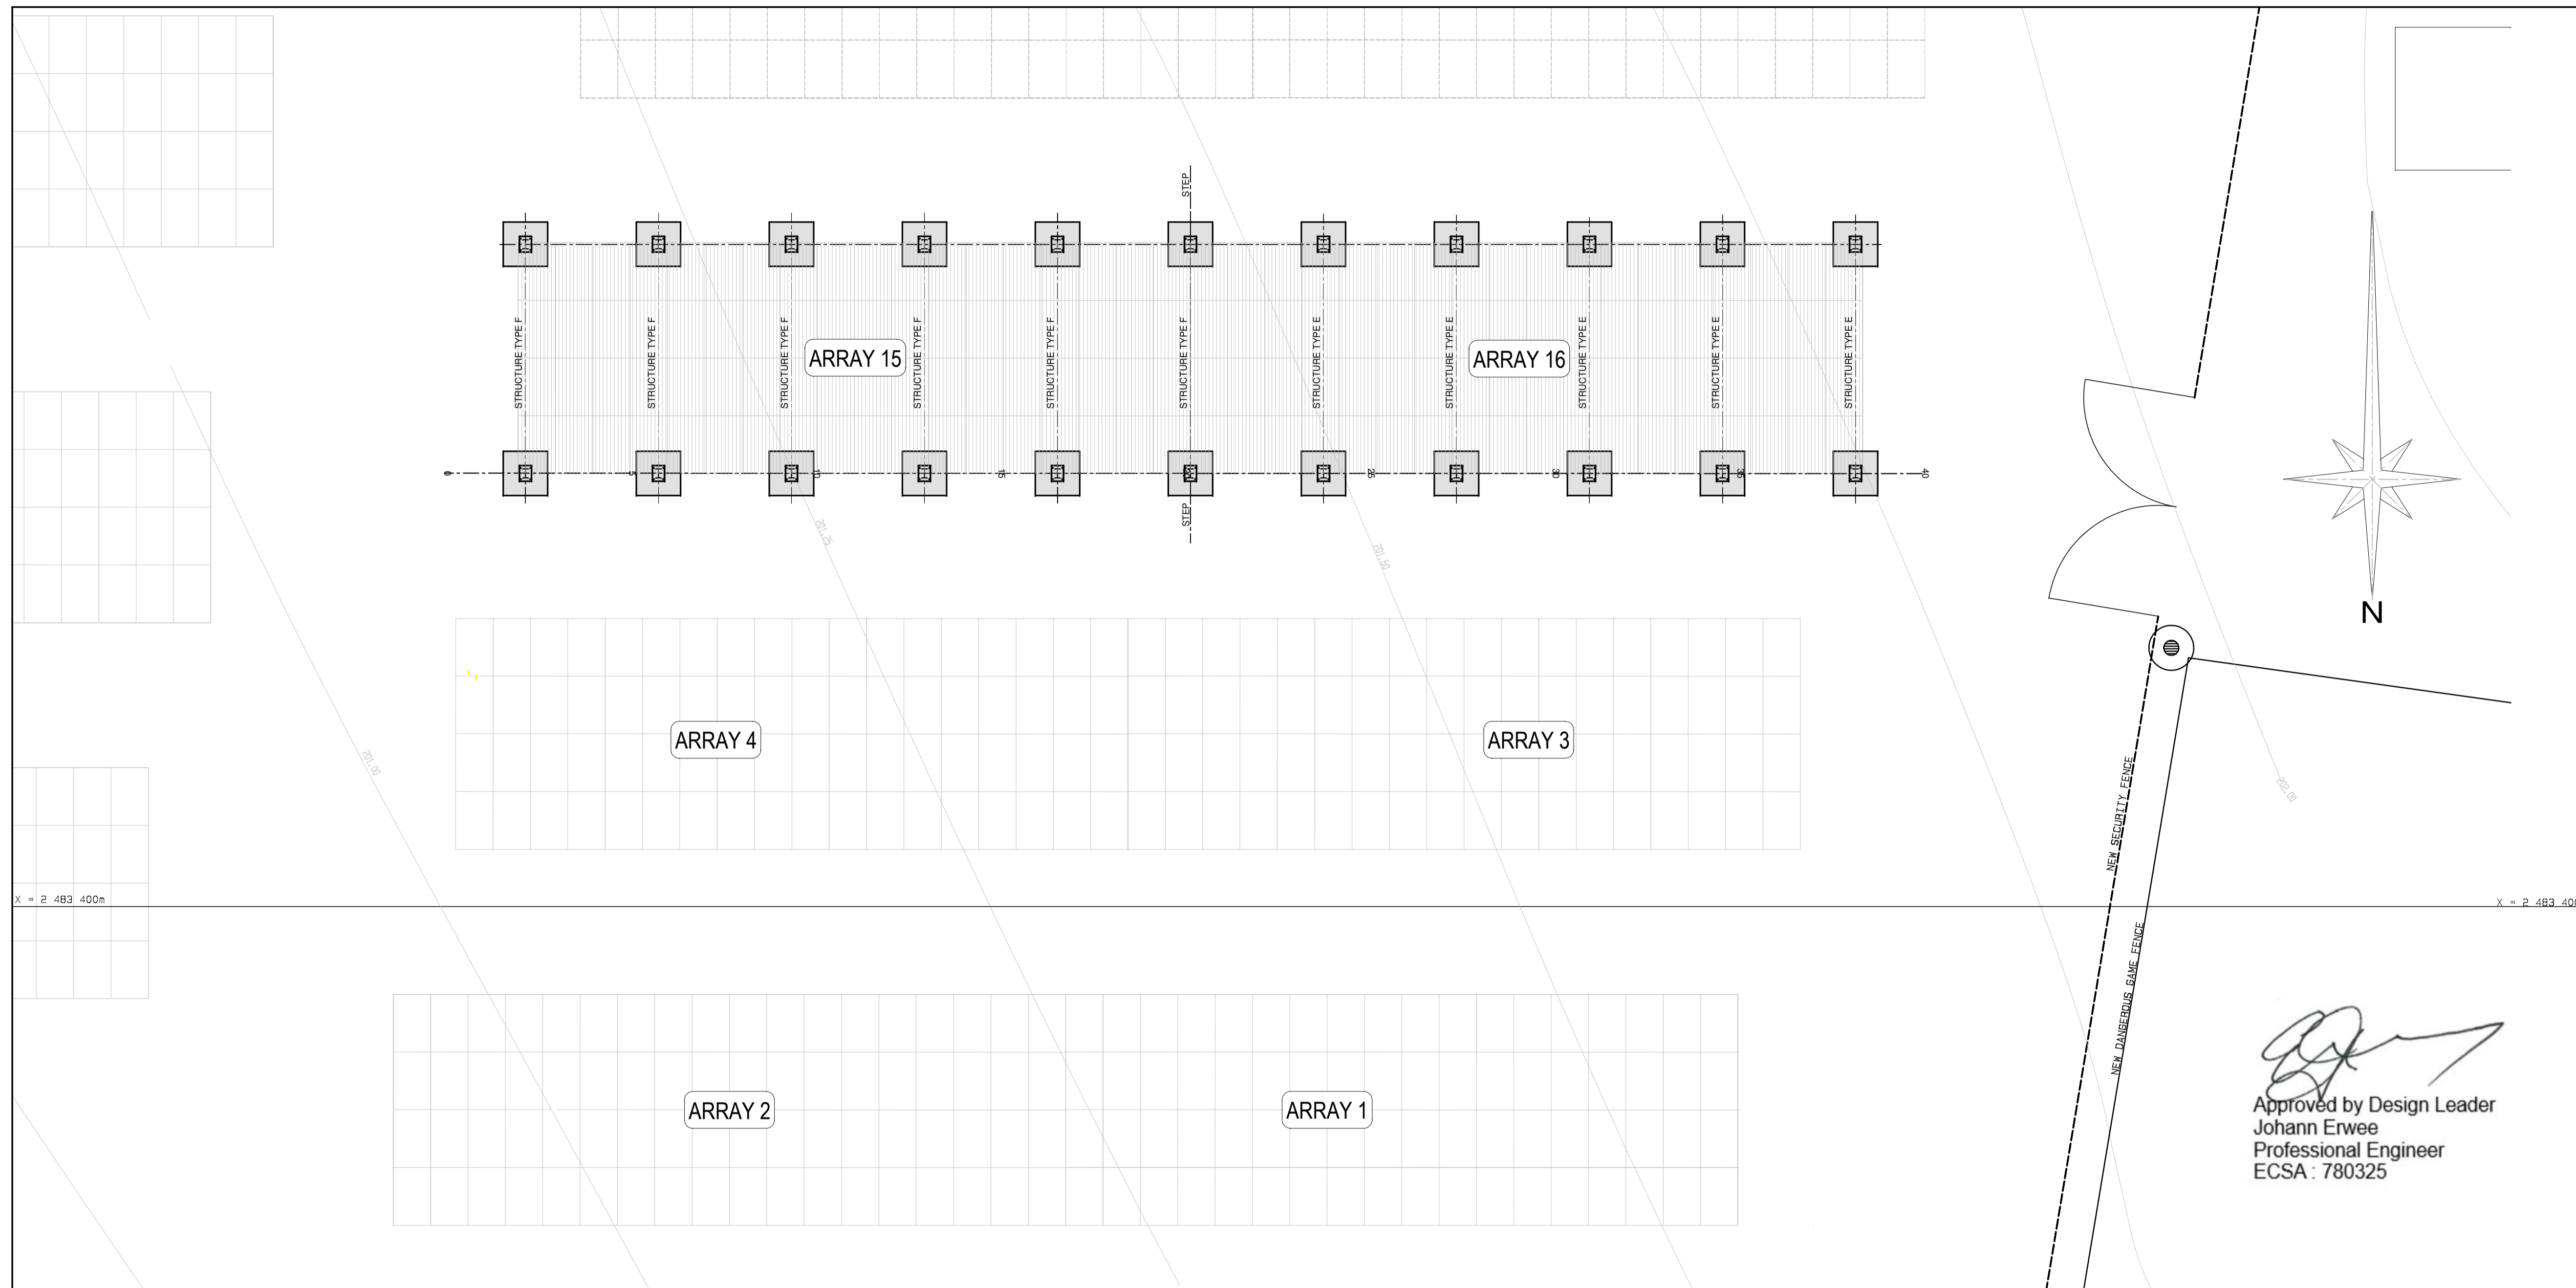 STEP
STRUCTURE TYPE F
STRUCTURE TYPE F
STRUCTURE TYPE F
STRUCTURE TYPE F
STRUCTURE TYPE F
STRUCTURE TYPE F
STRUCTURE TYPE E
STRUCTURE TYPE E
STRUCTURE TYPE E
STRUCTURE TYPE E
STRUCTURE TYPE E
ARRAY 15
ARRAY 16
0
5
10
15
25
30
35
40
STEP
201.25
201.50
N
ARRAY 4
ARRAY 3
201.00
202.00
NEW SECURITY FENCE
X = 2 483 400m
X = 2 483 400
NEW DANGEROUS GAME FENCE
ARRAY 2
ARRAY 1
Approved by Design Leader
Johann Erwee
Professional Engineer
ECSA : 780325